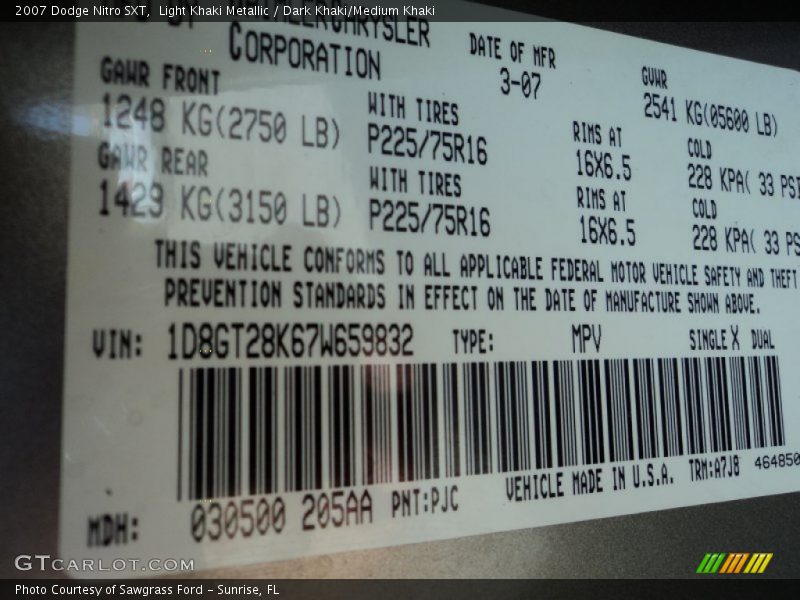 2007 Dodge Nitro SXT, Light Khaki Metallic / Dark Khaki/Medium Khaki
CORPORATION
DATE OF MFR
3-07
GVWR
2541 KG(05600 LB)
GAWR FRONT
1248 KG(2750 LB)
WITH TIRES
P225/75R16
RIMS AT
16X6.5
COLD
228 KPA( 33 PSI
GAWR REAR
1429 KG(3150 LB)
WITH TIRES
P225/75R16
RIMS AT
16X6.5
COLD
228 KPA( 33 PS
THIS VEHICLE CONFORMS TO ALL APPLICABLE FEDERAL MOTOR VEHICLE SAFETY AND THEFT
PREVENTION STANDARDS IN EFFECT ON THE DATE OF MANUFACTURE SHOWN ABOVE.
VIN: 1D8GT28K67W659832 TYPE: MPV SINGLE X DUAL
MDH: 030500 205AA PNT:PJC VEHICLE MADE IN U.S.A. TRM:A7J8 464850
GTCARLOT.COM
Photo Courtesy of Sawgrass Ford - Sunrise, FL